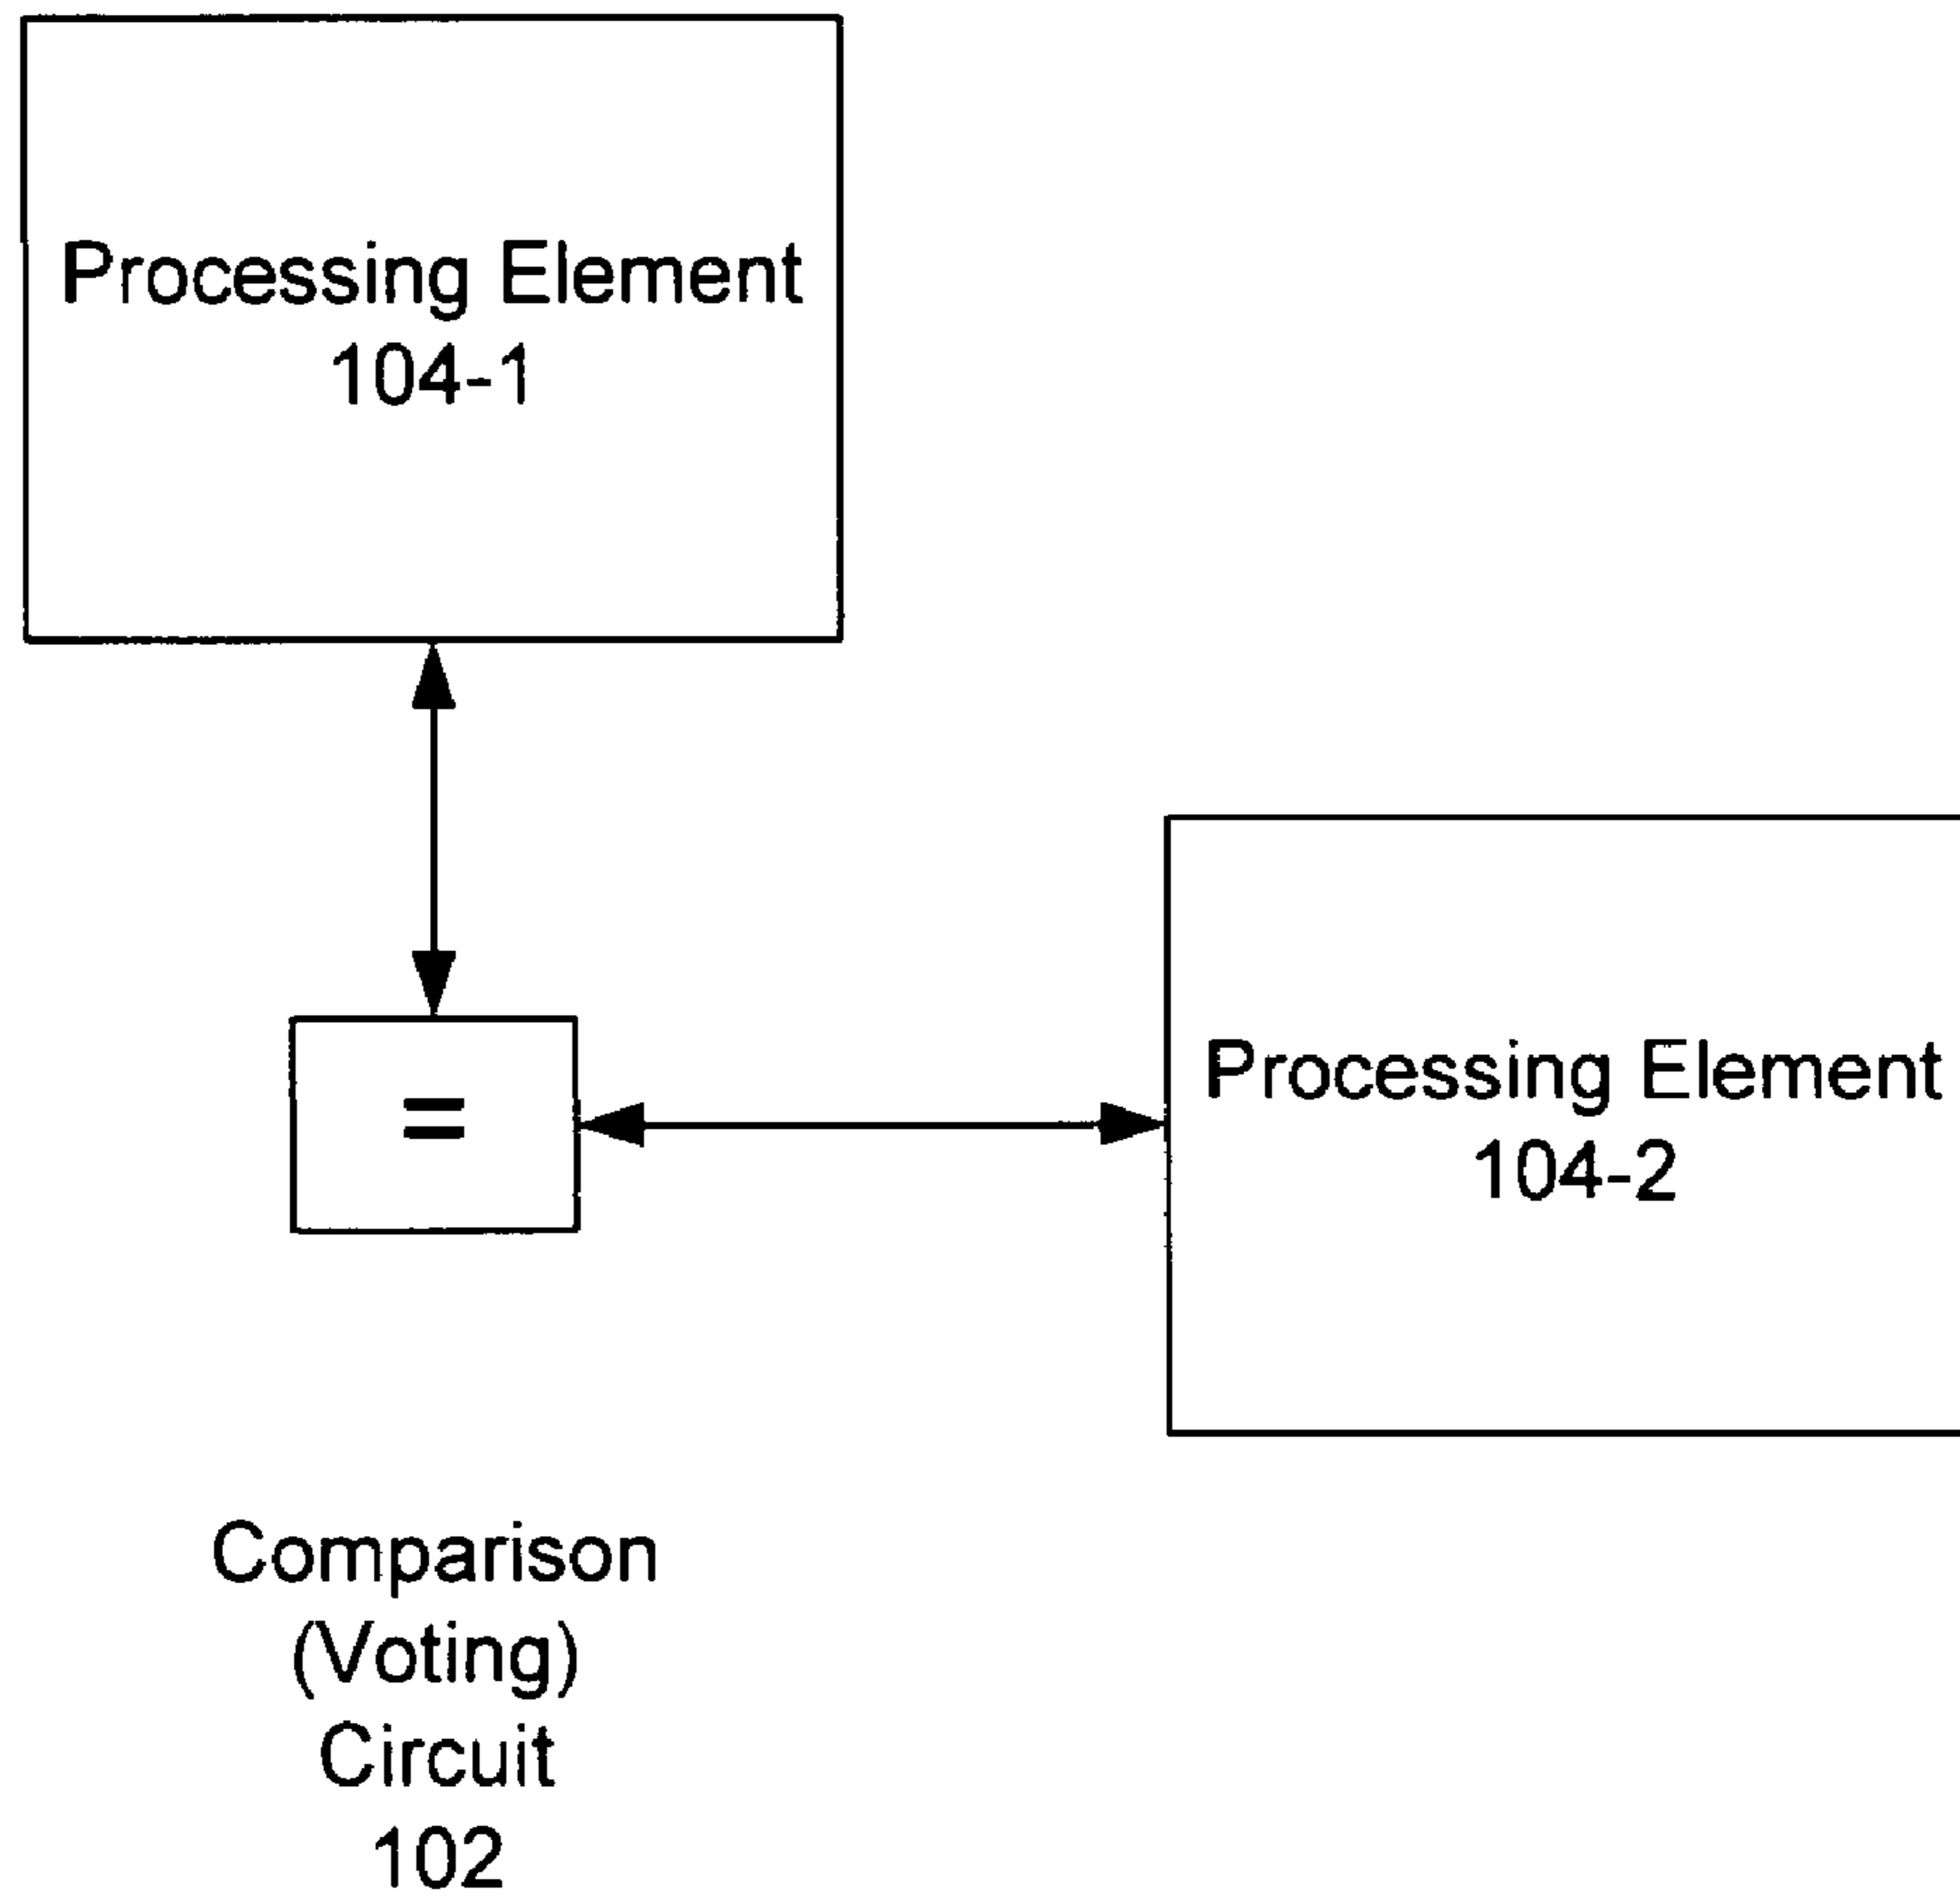 Processing Element
104-1
=
Processing Element
104-2
Comparison
(Voting)
Circuit
102